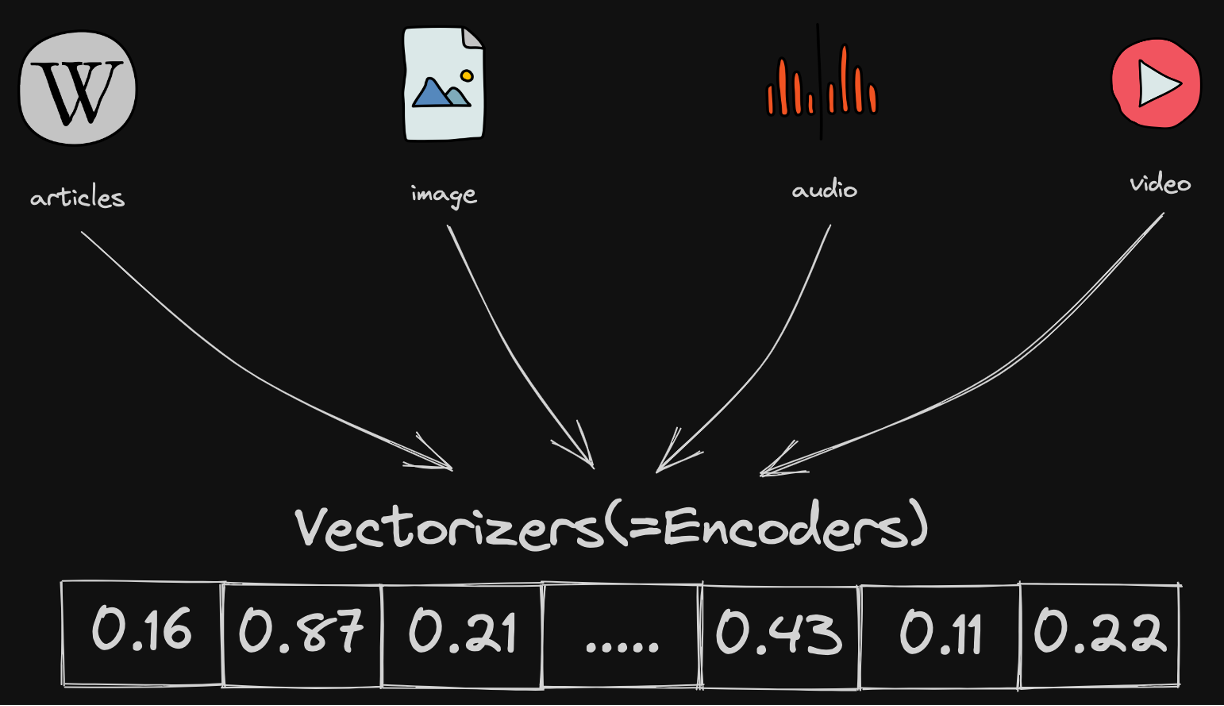 W
articles
image
audio
video
Vectorizers(=Encoders)
0.16 0.87 0.21 ..... 0.43 0.11 0.22